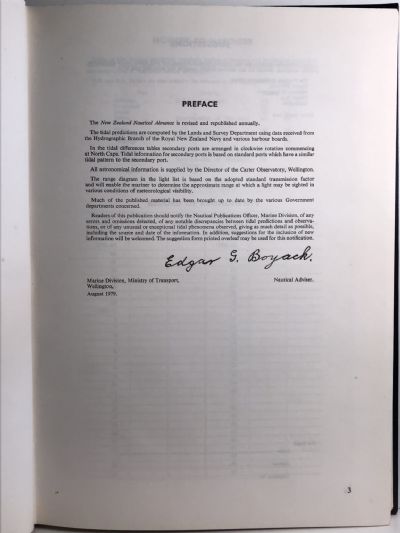 PREFACE
The New Zealand Nautical Almanac is revised and republished annually.
The tidal predictions are computed by the Lands and Survey Department using data received from
the Hydrographic Branch of the Royal New Zealand Navy and various harbour boards.
In the tidal differences tables secondary ports are arranged in clockwise rotation commencing
at North Cape. Tidal information for secondary ports is based on standard ports which have a similar
tidal pattern to the secondary port.
All astronomical information is supplied by the Director of the Carter Observatory, Wellington.
The range diagram in the light list is based on the adopted standard transmission factor
and will enable the mariner to determine the approximate range at which a light may be sighted in
various conditions of meteorological visibility.
Much of the published material has been brought up to date by the various Government
departments concerned.
Readers of this publication should notify the Nautical Publications Officer, Marine Division, of any
errors and omissions detected, of any notable discrepancies between tidal predictions and observa-
tions, or of any unusual or exceptional tidal phenomena observed, giving as much detail as possible,
including the source and date of the information. In addition, suggestions for the inclusion of new
information will be welcomed. The suggestion form printed overleaf may be used for this notification.
Edgar G. Boyack.
Marine Division, Ministry of Transport, Nautical Adviser.
Wellington,
August 1979.
3